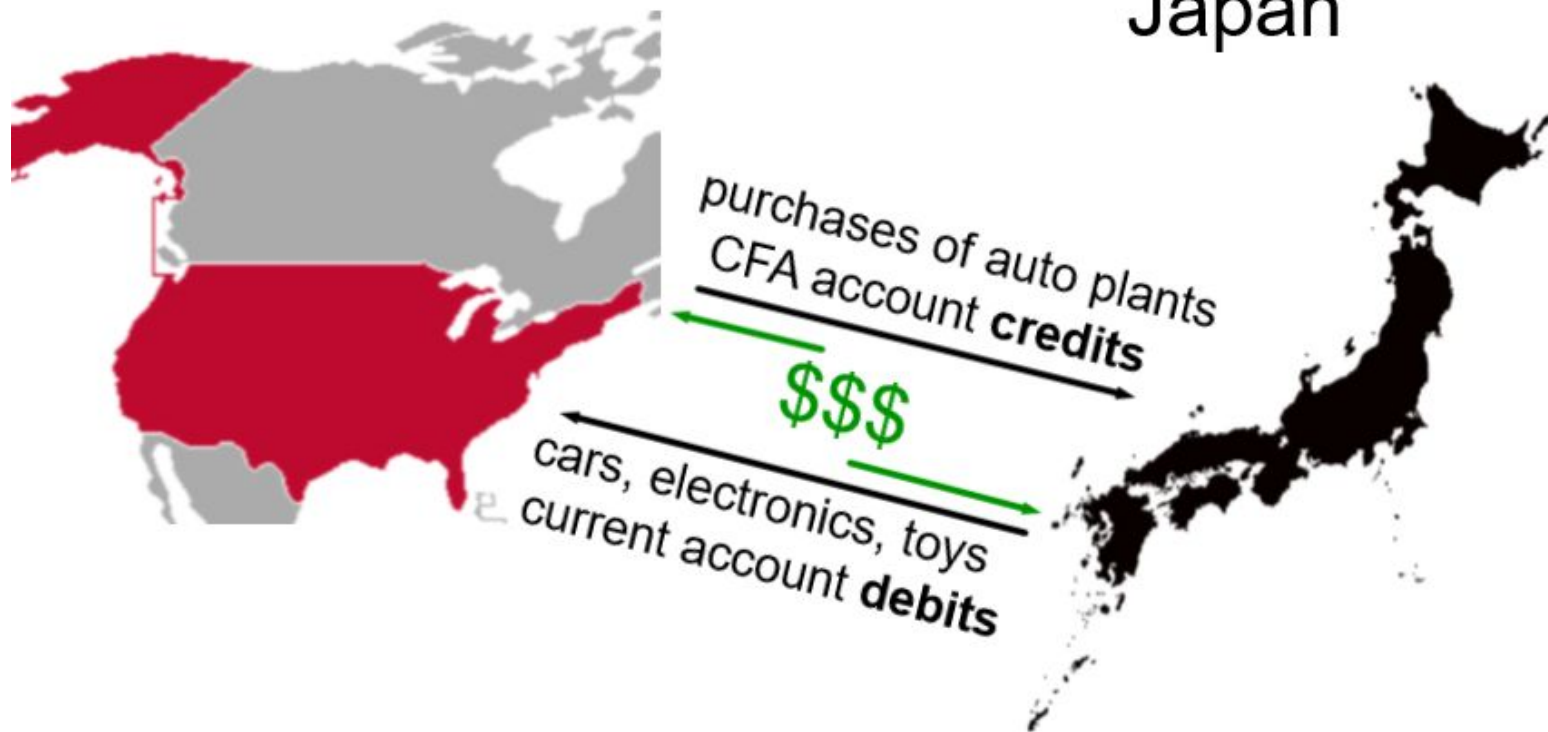 Japan
purchases of auto plants
CFA account credits
$$$
cars, electronics, toys
current account debits